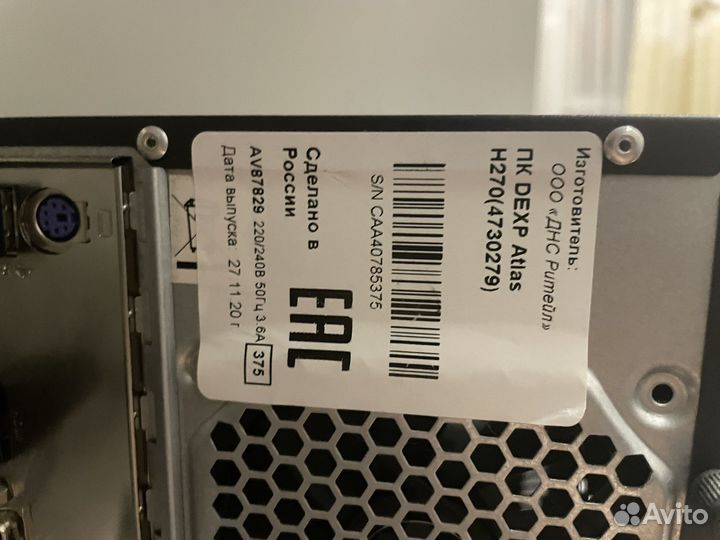 Изготовитель:
ООО «ДНС Ритейл»
ПК DEXP Atlas
H270(4730279)
S/N CAA40785375
Сделано в
России
EAC
AV87829 220/240В 50Гц 3.6А 375
Дата выпуска 27 11.20 г
Avito